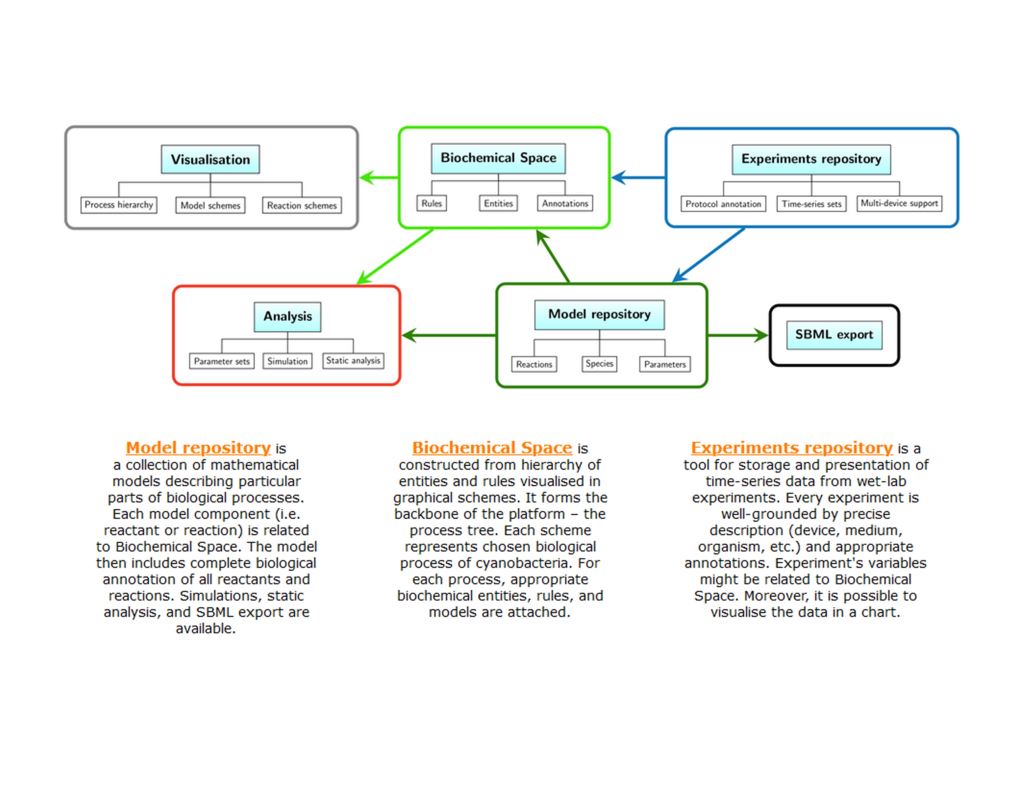 Visualisation
Process hierarchy
Model schemes
Reaction schemes
Biochemical Space
Rules
Entities
Annotations
Experiments repository
Protocol annotation
Time-series sets
Multi-device support
Analysis
Parameter sets
Simulation
Static analysis
Model repository
Reactions
Species
Parameters
SBML export
Model repository is
a collection of mathematical
models describing particular
parts of biological processes.
Each model component (i.e.
reactant or reaction) is related
to Biochemical Space. The model
then includes complete biological
annotation of all reactants and
reactions. Simulations, static
analysis, and SBML export are
available.
Biochemical Space is
constructed from hierarchy of
entities and rules visualised in
graphical schemes. It forms the
backbone of the platform – the
process tree. Each scheme
represents chosen biological
process of cyanobacteria. For
each process, appropriate
biochemical entities, rules, and
models are attached.
Experiments repository is a
tool for storage and presentation of
time-series data from wet-lab
experiments. Every experiment is
well-grounded by precise
description (device, medium,
organism, etc.) and appropriate
annotations. Experiment's variables
might be related to Biochemical
Space. Moreover, it is possible to
visualise the data in a chart.